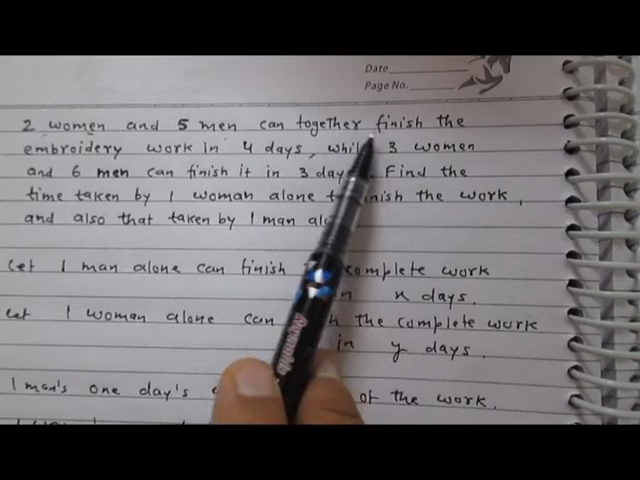 Date
Page No.
2 women and 5 men can together finish the
embroidery work in 4 days, while 3 women
and 6 men can finish it in 3 days. Find the
time taken by 1 woman alone to finish the work,
and also that taken by 1 man
Let 1 man alone can finish complete work
in x days.
Let 1 woman alone can the complete work
in y days.
1 man's one day's of the work.
Reynolds